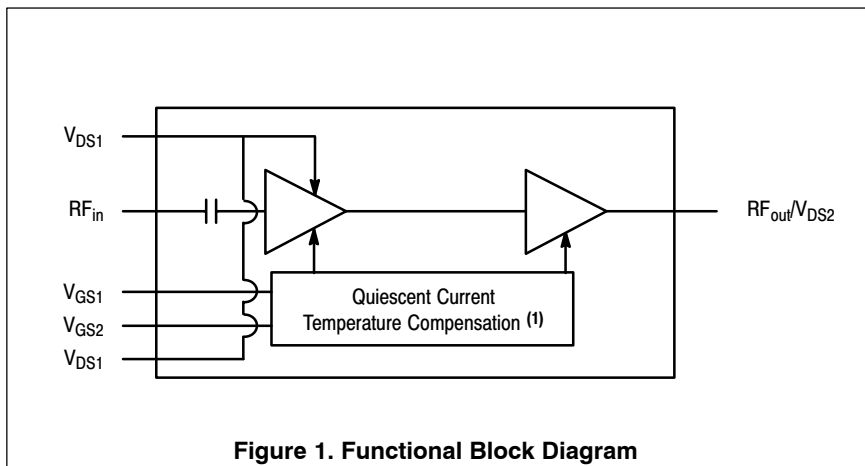 VDS1
RFin
RFout/VDS2
VGS1
VGS2
VDS1
Quiescent Current
Temperature Compensation (1)
Figure 1. Functional Block Diagram